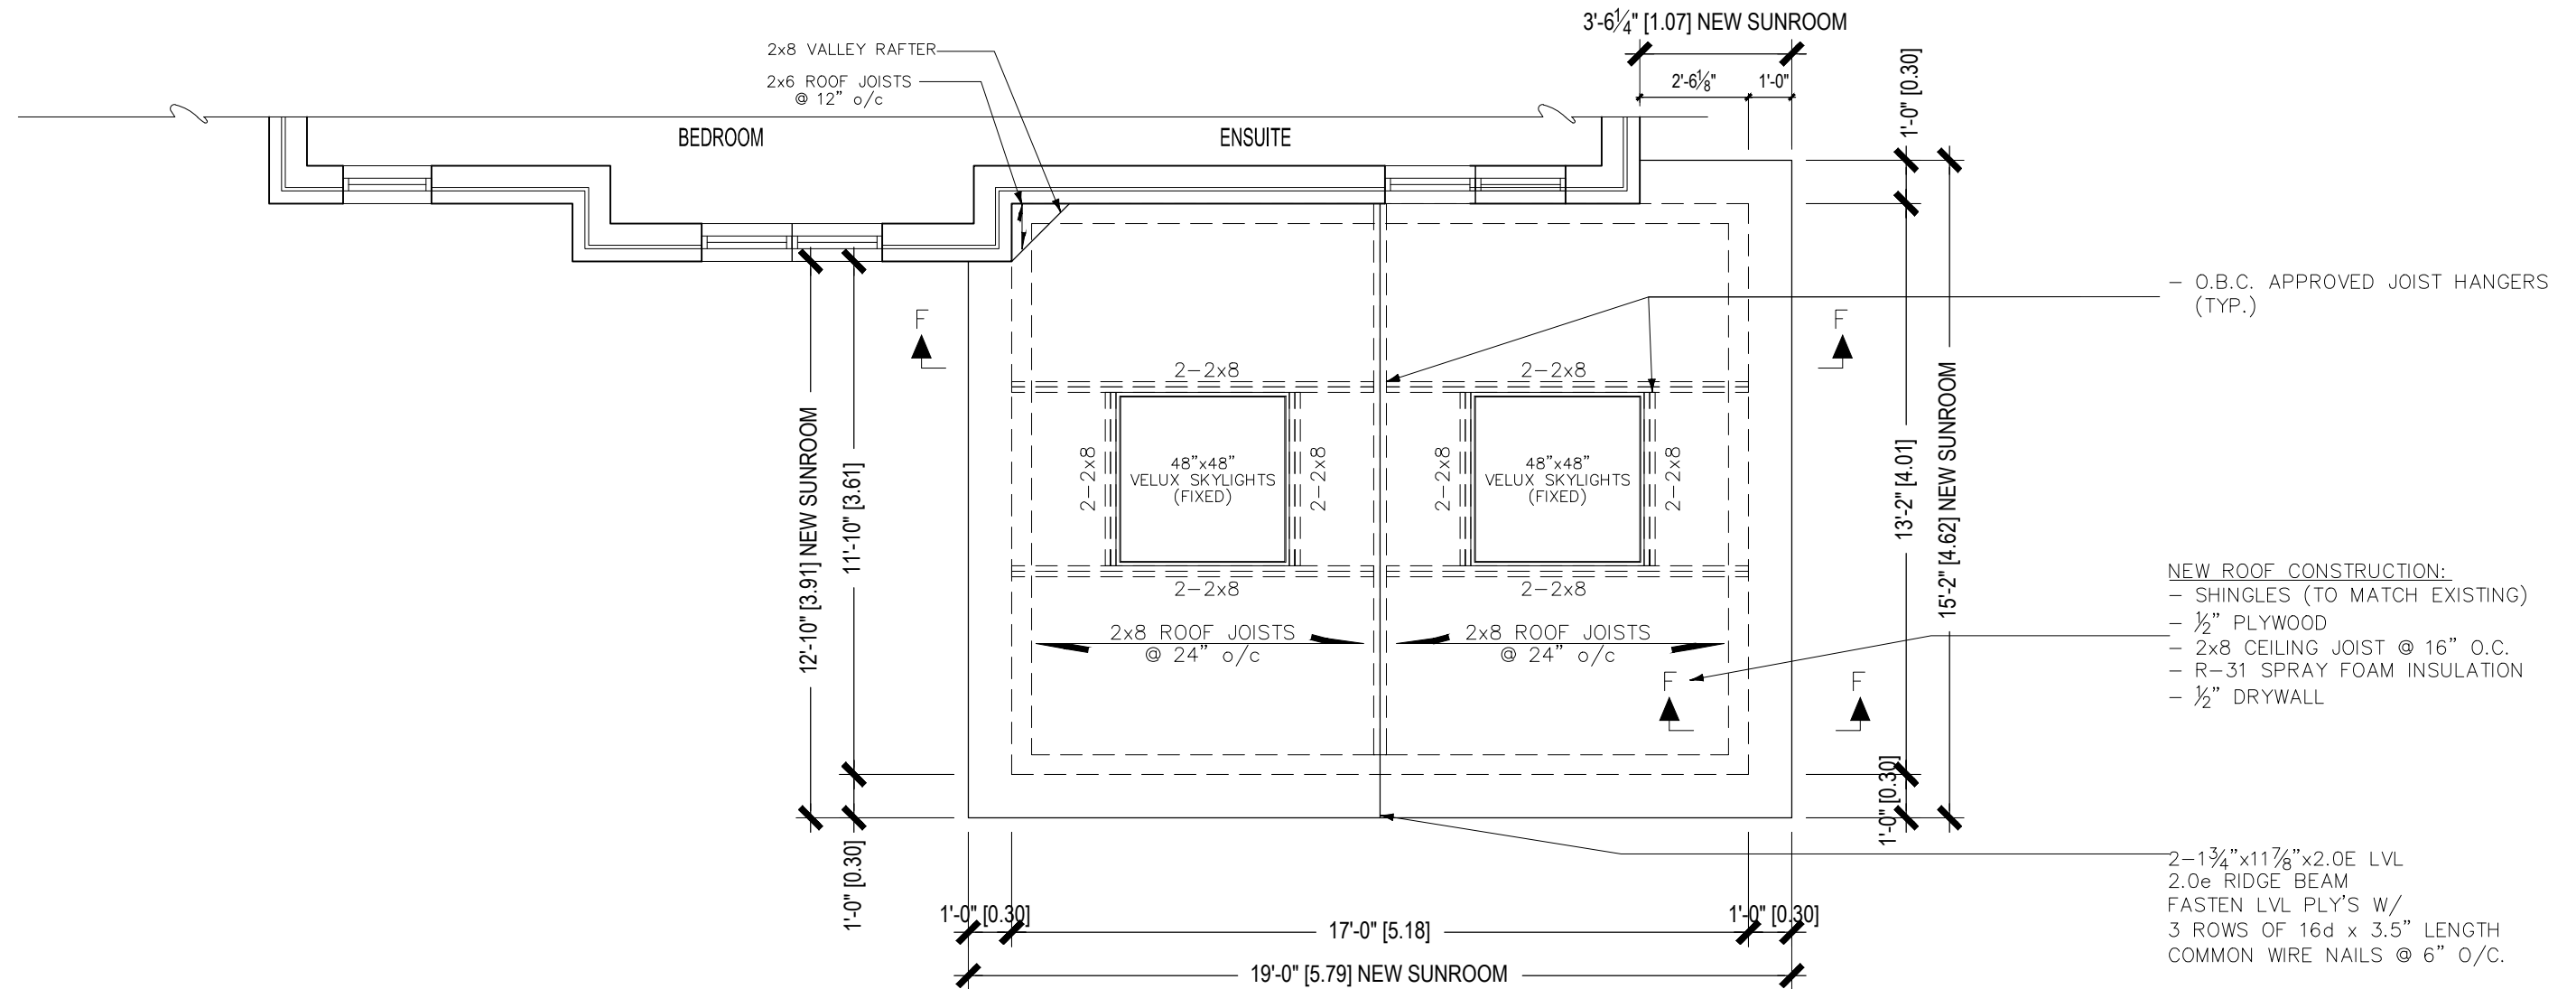 3'-6¼" [1.07] NEW SUNROOM
2'-6⅛"
1'-0"
1'-0" [0.30]
2x8 VALLEY RAFTER
2x6 ROOF JOISTS
@ 12" o/c
BEDROOM
ENSUITE
- O.B.C. APPROVED JOIST HANGERS
(TYP.)
F
F
2-2x8
2-2x8
2-2x8
48"x48"
VELUX SKYLIGHTS
(FIXED)
2-2x8
2-2x8
48"x48"
VELUX SKYLIGHTS
(FIXED)
2-2x8
2-2x8
2-2x8
12'-10" [3.91] NEW SUNROOM
11'-10" [3.61]
13'-2" [4.01]
15'-2" [4.62] NEW SUNROOM
2x8 ROOF JOISTS
@ 24" o/c
2x8 ROOF JOISTS
@ 24" o/c
F
F
NEW ROOF CONSTRUCTION:
- SHINGLES (TO MATCH EXISTING)
- ½" PLYWOOD
- 2x8 CEILING JOIST @ 16" O.C.
- R-31 SPRAY FOAM INSULATION
- ½" DRYWALL
1'-0" [0.30]
1'-0" [0.30]
2-1¾"x11⅞"x2.0E LVL
2.0e RIDGE BEAM
FASTEN LVL PLY'S W/
3 ROWS OF 16d x 3.5" LENGTH
COMMON WIRE NAILS @ 6" O/C.
1'-0" [0.30]
17'-0" [5.18]
1'-0" [0.30]
19'-0" [5.79] NEW SUNROOM